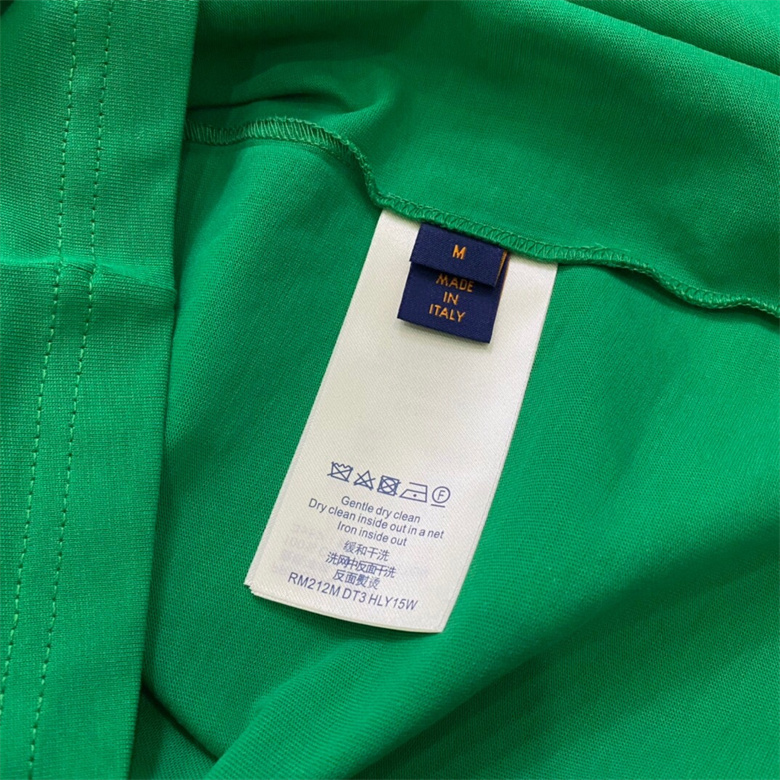 M
MADE
IN
ITALY
Gentle dry clean
Dry clean inside out in a net
Iron inside out
缓和干洗
洗网中反面干洗
反面熨烫
RM212M DT3 HLY15W